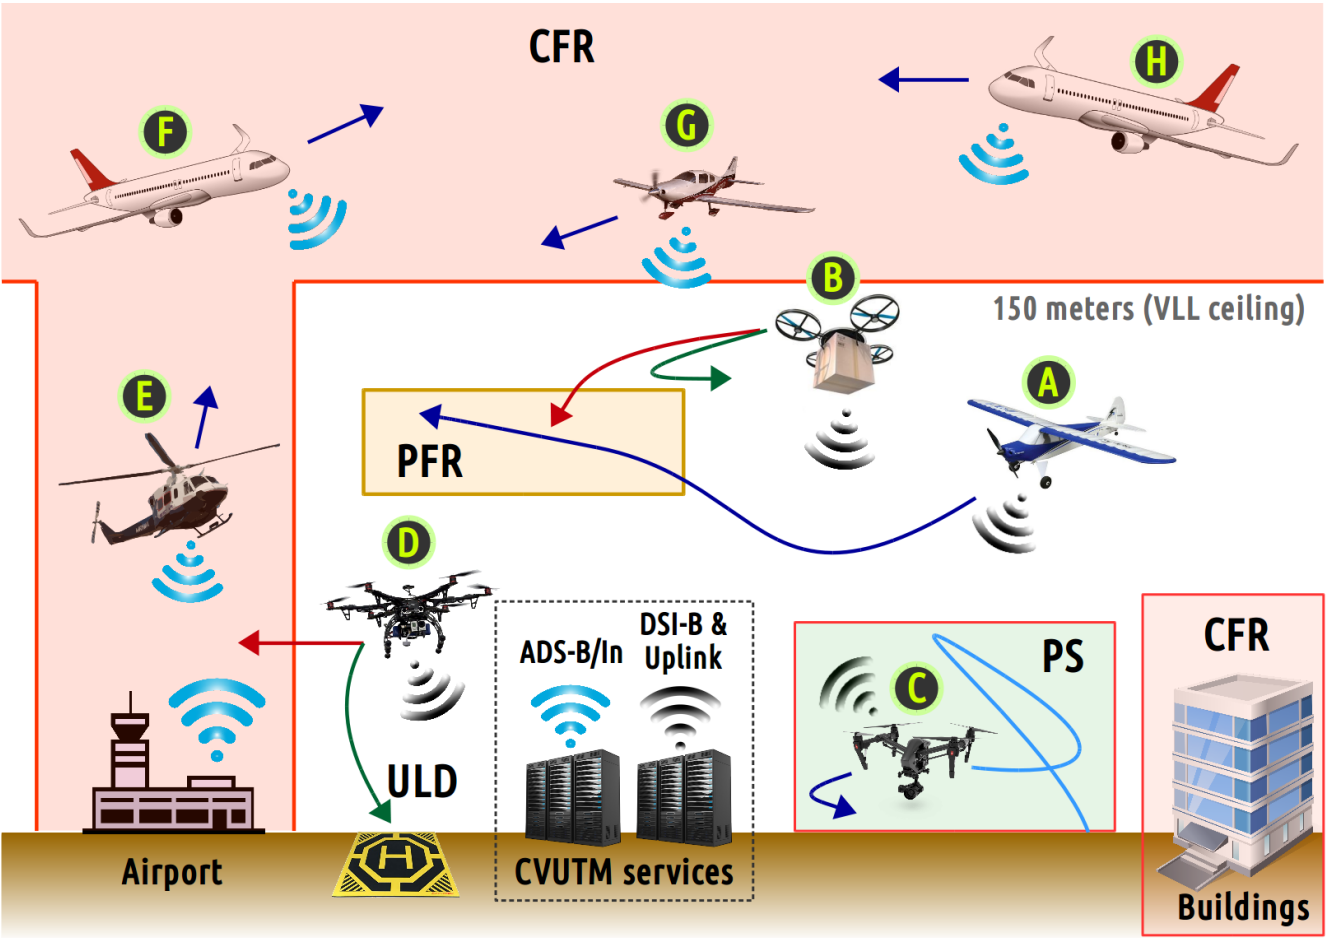 CFR
H
F
G
B
150 meters (VLL ceiling)
A
E
PFR
D
DSI-B &
ADS-B/In
Uplink
CFR
PS
C
ULD
H
Airport
CVUTM services
Buildings